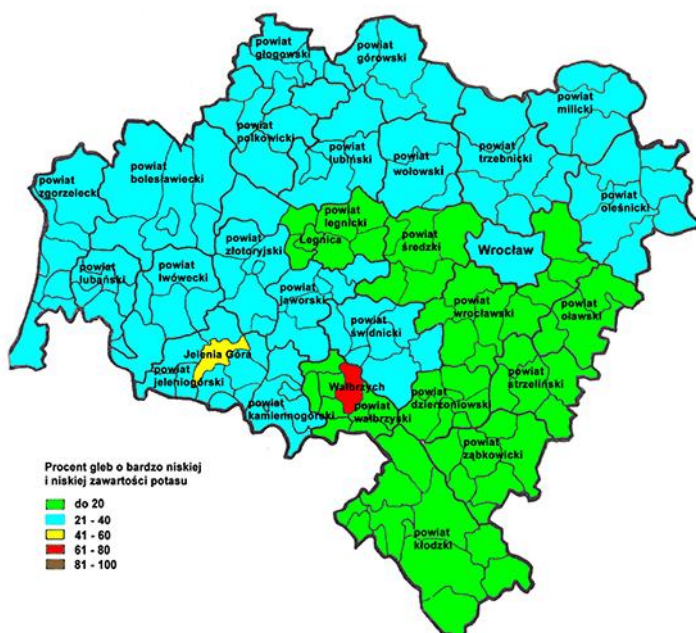 powiat
głogowski
powiat
górowski
powiat
milicki
powiat
polkowicki
powiat
lubiński
powiat
wołowski
powiat
trzebnicki
powiat
zgorzelecki
powiat
bolesławiecki
powiat
oleśnicki
powiat
legnicki
Legnica
powiat
średzki
Wrocław
powiat
złotoryjski
powiat
lubański
powiat
lwówecki
powiat
jaworski
powiat
wrocławski
powiat
oławski
powiat
świdnicki
Jelenia Góra
powiat
jeleniogórski
powiat
strzeliński
Wałbrzych
powiat
dzierżoniowski
powiat
kamiennogórski
powiat
wałbrzyski
powiat
ząbkowicki
powiat
kłodzki
Procent gleb o bardzo niskiej
i niskiej zawartości potasu
do 20
21 - 40
41 - 60
61 - 80
81 - 100